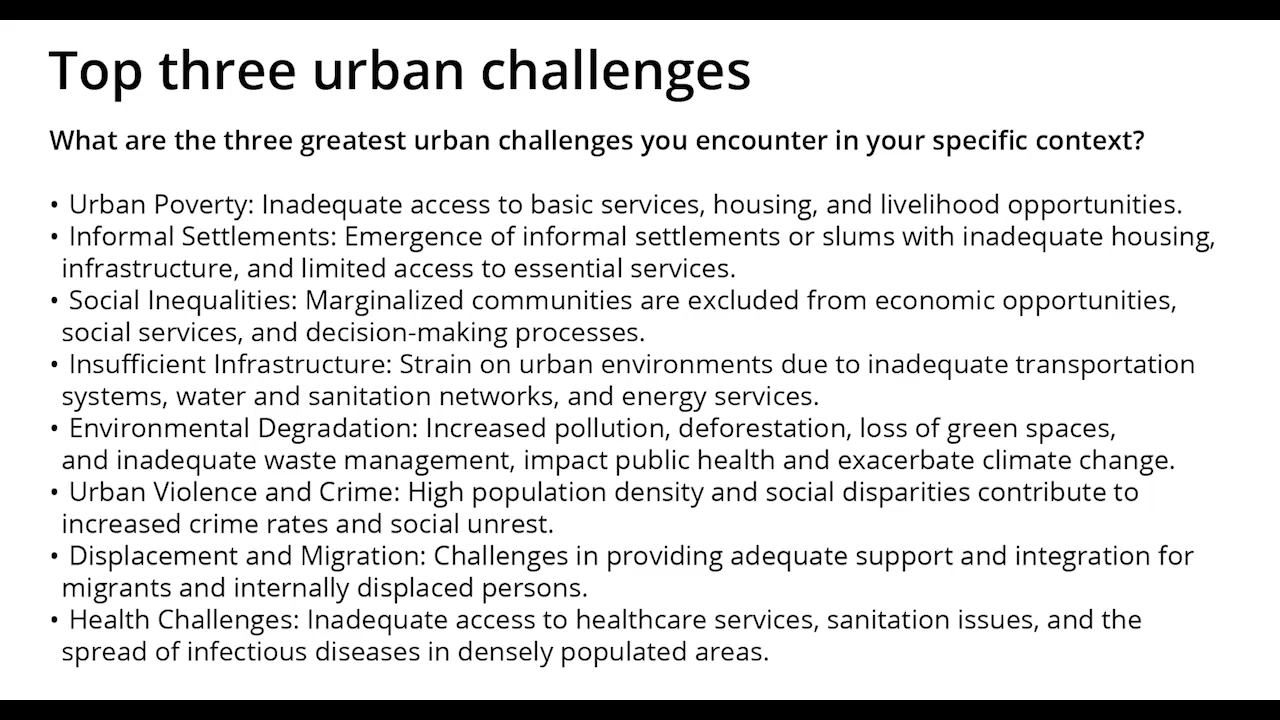 Top three urban challenges
What are the three greatest urban challenges you encounter in your specific context?
• Urban Poverty: Inadequate access to basic services, housing, and livelihood opportunities.
• Informal Settlements: Emergence of informal settlements or slums with inadequate housing,
infrastructure, and limited access to essential services.
• Social Inequalities: Marginalized communities are excluded from economic opportunities,
social services, and decision-making processes.
• Insufficient Infrastructure: Strain on urban environments due to inadequate transportation
systems, water and sanitation networks, and energy services.
• Environmental Degradation: Increased pollution, deforestation, loss of green spaces,
and inadequate waste management, impact public health and exacerbate climate change.
• Urban Violence and Crime: High population density and social disparities contribute to
increased crime rates and social unrest.
• Displacement and Migration: Challenges in providing adequate support and integration for
migrants and internally displaced persons.
• Health Challenges: Inadequate access to healthcare services, sanitation issues, and the
spread of infectious diseases in densely populated areas.